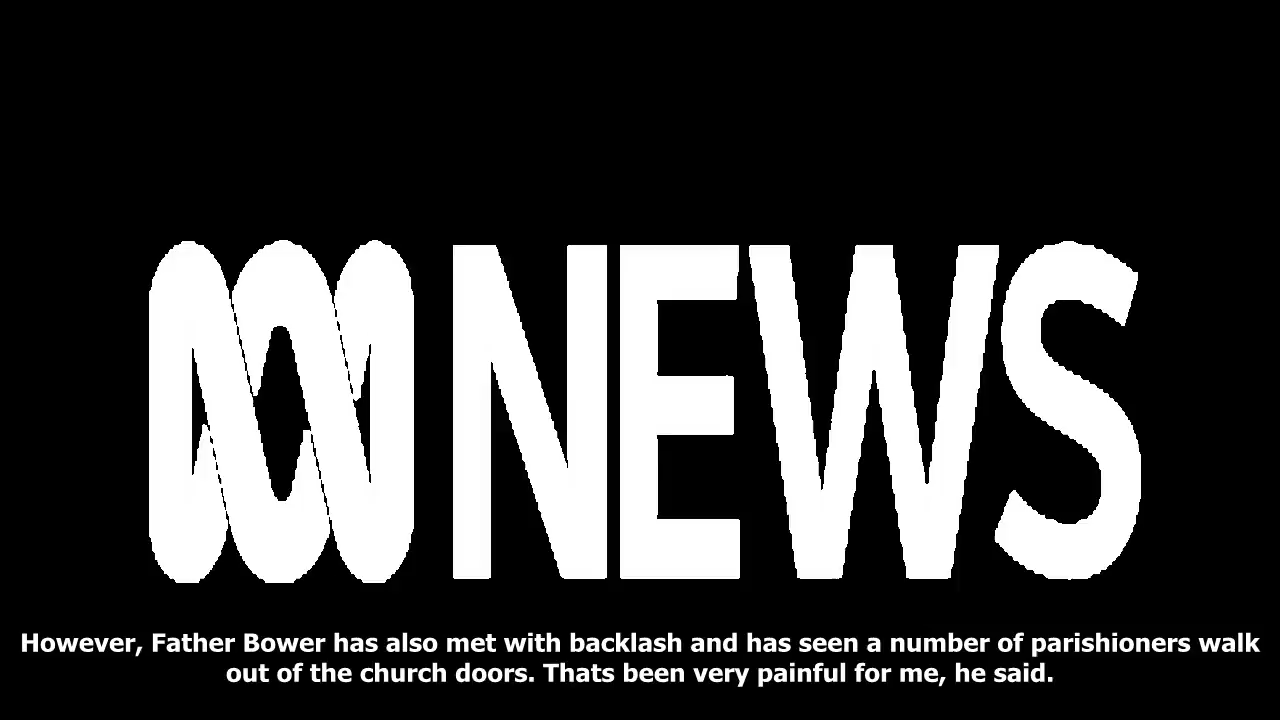 NEWS
However, Father Bower has also met with backlash and has seen a number of parishioners walk
out of the church doors. Thats been very painful for me, he said.